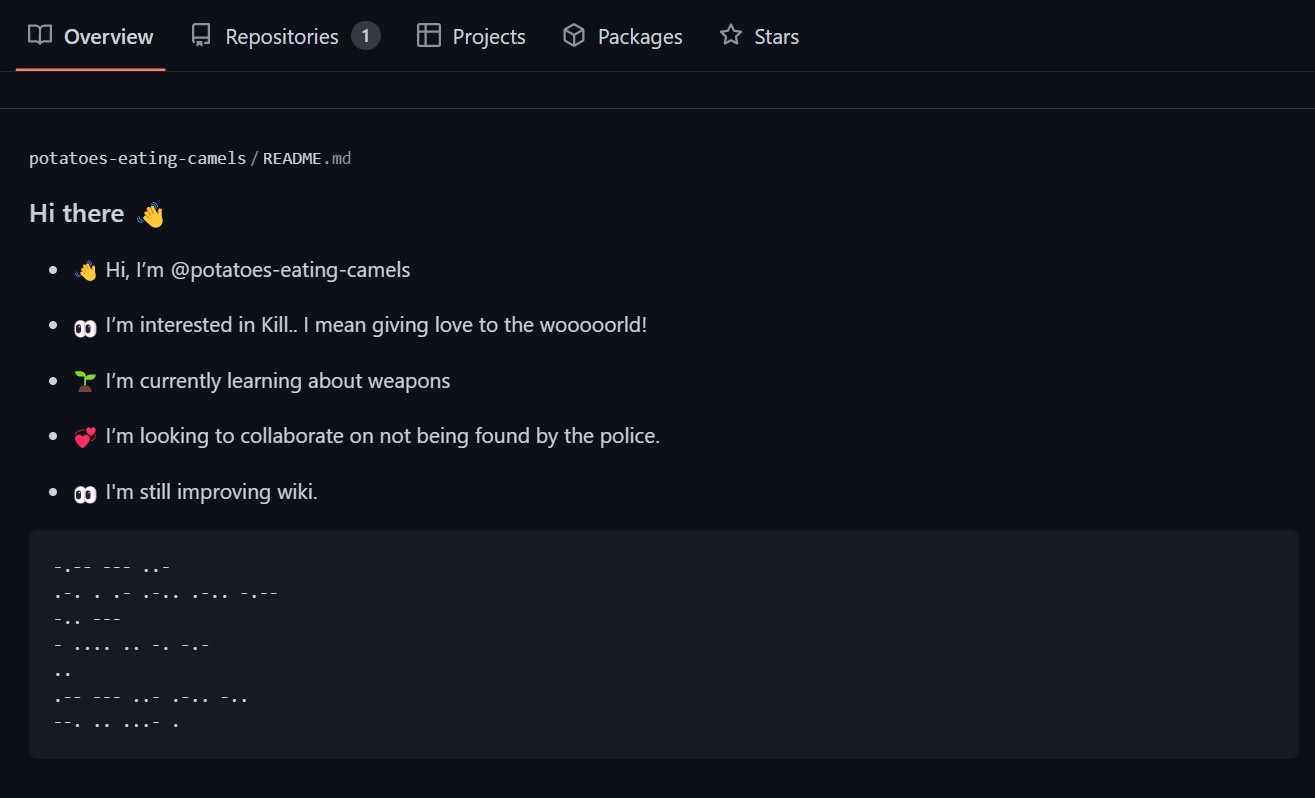 Overview Repositories 1 Projects Packages Stars
potatoes-eating-camels/README.md
Hi there 👋
👋 Hi, I’m @potatoes-eating-camels
👀 I’m interested in Kill.. I mean giving love to the wooooorld!
🌱 I’m currently learning about weapons
💞 I’m looking to collaborate on not being found by the police.
👀 I'm still improving wiki.
-.-- --- ..-
.-. . .- .-.. .-.. -.--
-.. ---
- .... .. -. -.-
..
.-- --- ..- .-.. -..
--. .. ...- .